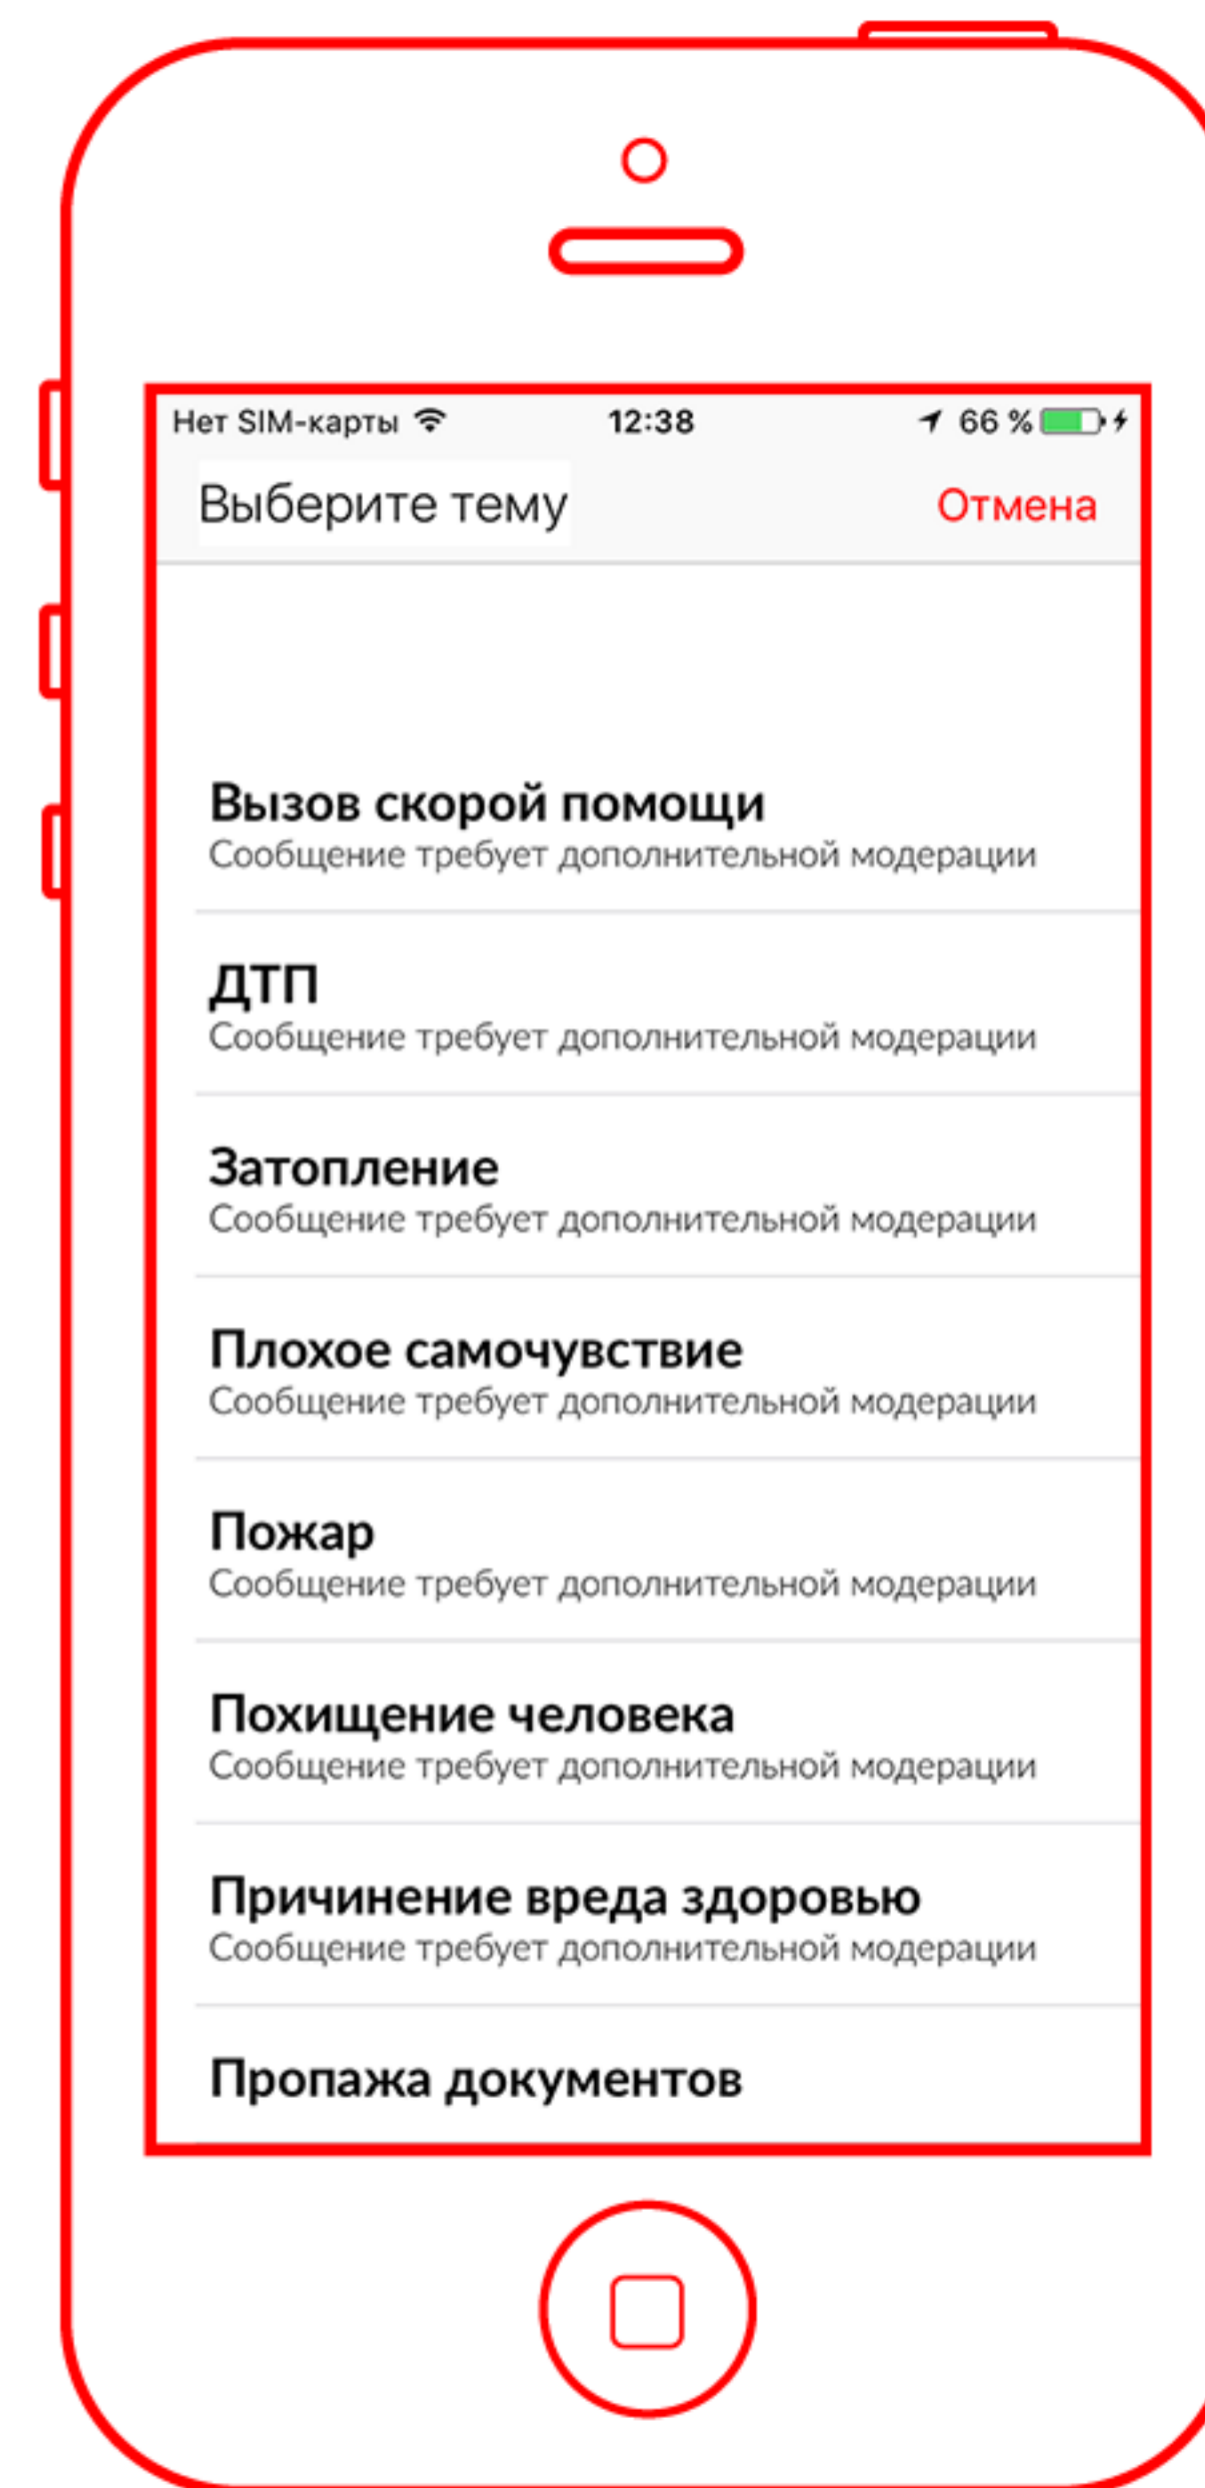 Нет SIM-карты 12:38 66 %
Выберите тему Отмена
Вызов скорой помощи
Сообщение требует дополнительной модерации
ДТП
Сообщение требует дополнительной модерации
Затопление
Сообщение требует дополнительной модерации
Плохое самочувствие
Сообщение требует дополнительной модерации
Пожар
Сообщение требует дополнительной модерации
Похищение человека
Сообщение требует дополнительной модерации
Причинение вреда здоровью
Сообщение требует дополнительной модерации
Пропажа документов